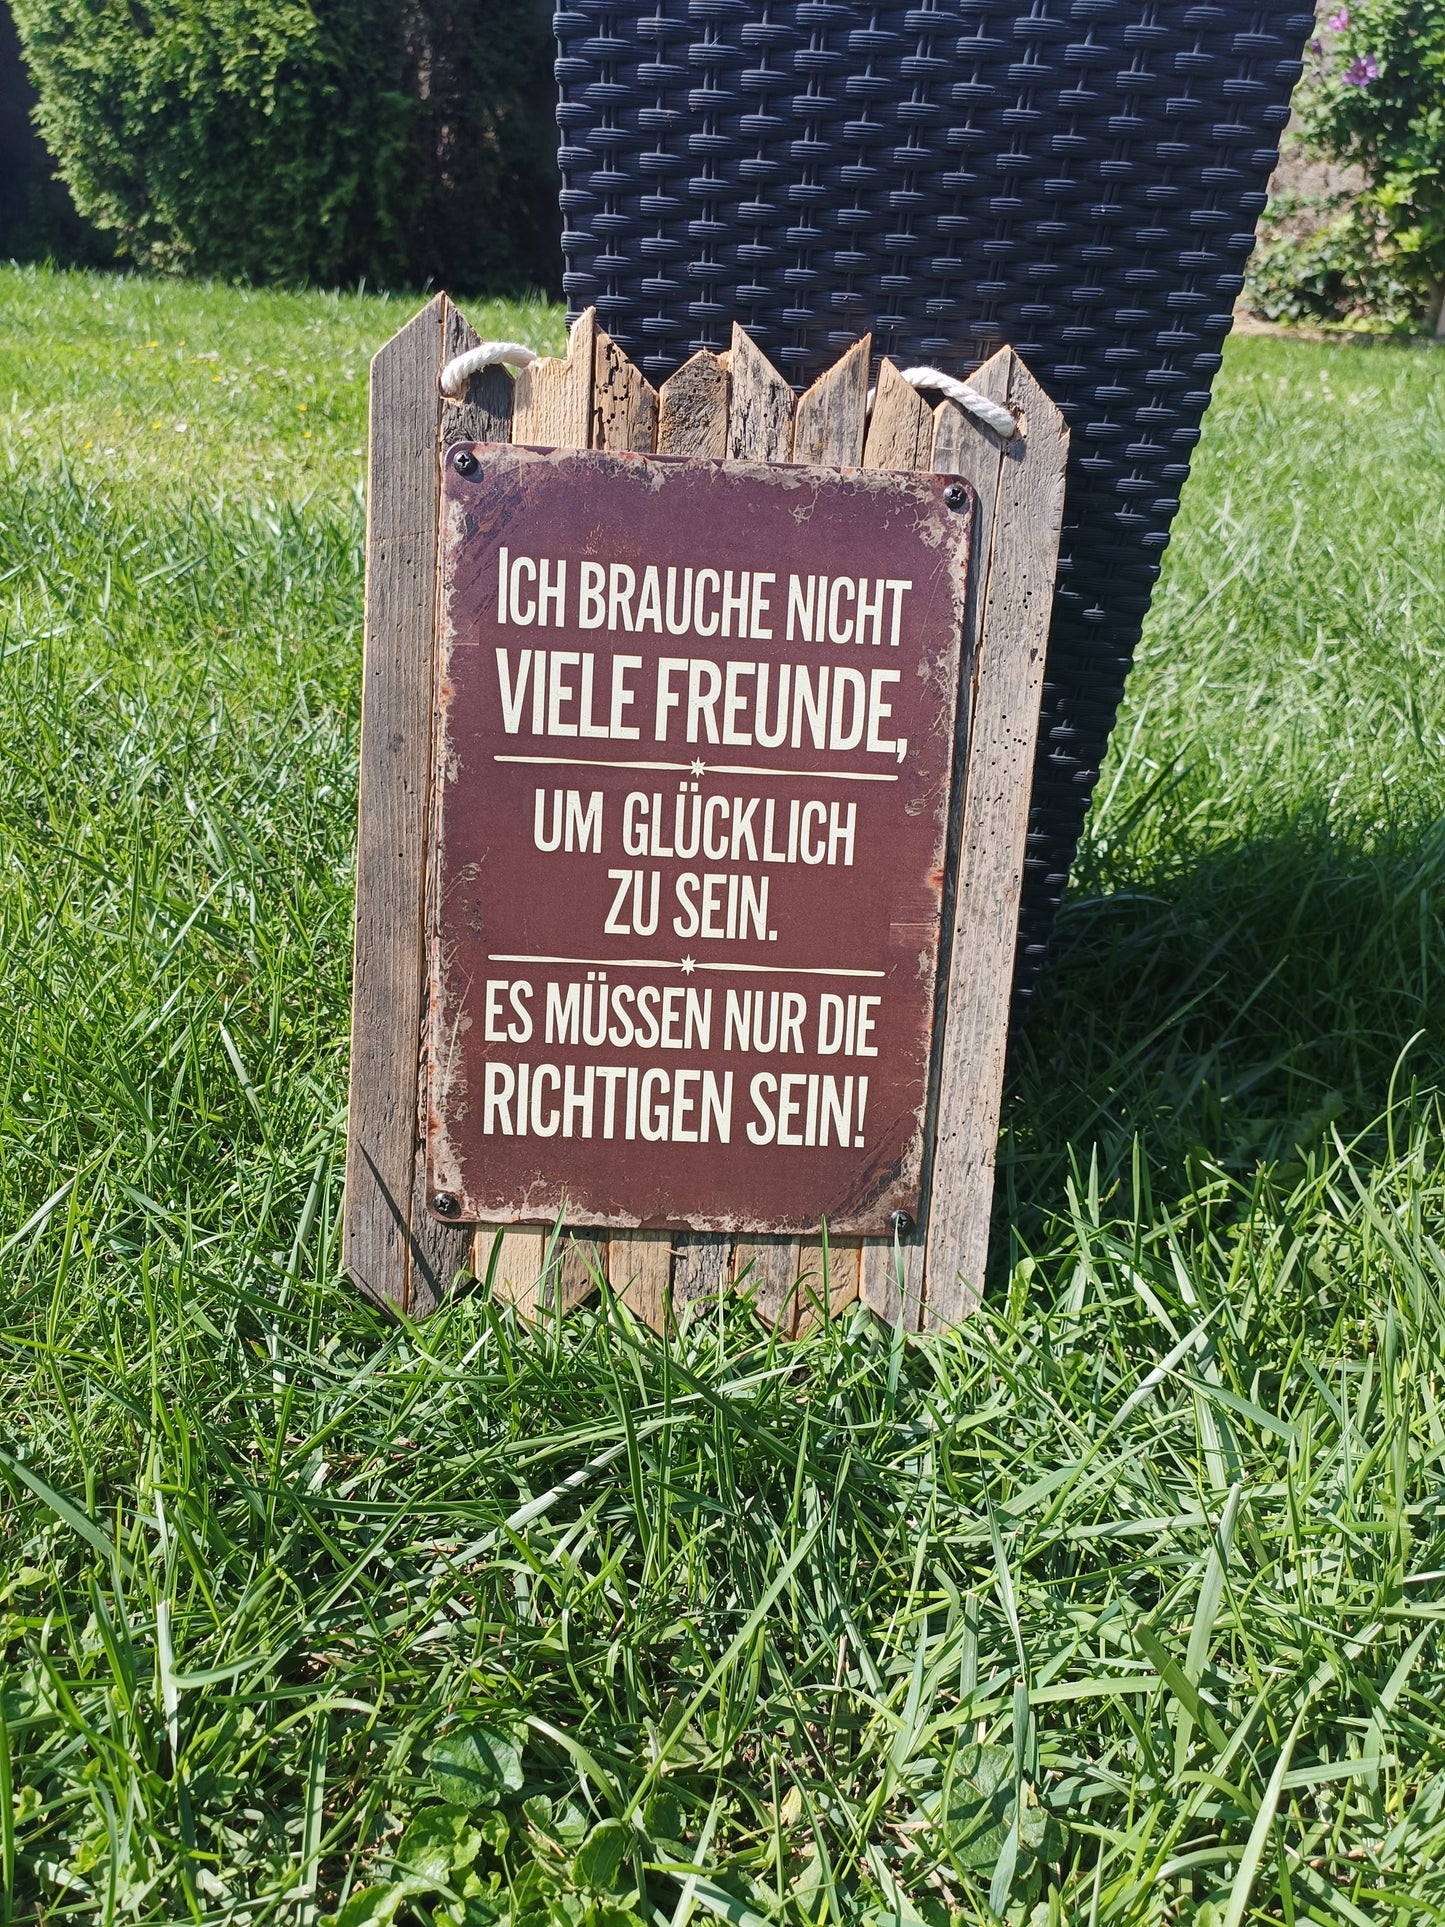 ICH BRAUCHE NICHT
VIELE FREUNDE,
UM GLÜCKLICH
ZU SEIN.
ES MÜSSEN NUR DIE
RICHTIGEN SEIN!